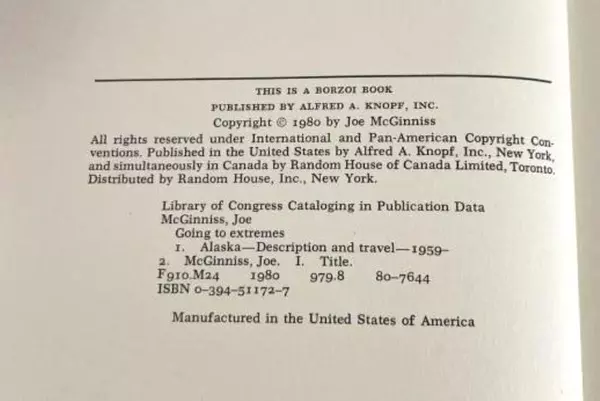 THIS IS A BORZOI BOOK
PUBLISHED BY ALFRED A. KNOPF, INC.
Copyright © 1980 by Joe McGinniss
All rights reserved under International and Pan-American Copyright Con-
ventions. Published in the United States by Alfred A. Knopf, Inc., New York,
and simultaneously in Canada by Random House of Canada Limited, Toronto.
Distributed by Random House, Inc., New York.
Library of Congress Cataloging in Publication Data
McGinniss, Joe
Going to extremes
1. Alaska—Description and travel—1959–
2. McGinniss, Joe. I. Title.
F910.M24 1980 979.8 80–7644
ISBN 0–394–51172–7
Manufactured in the United States of America